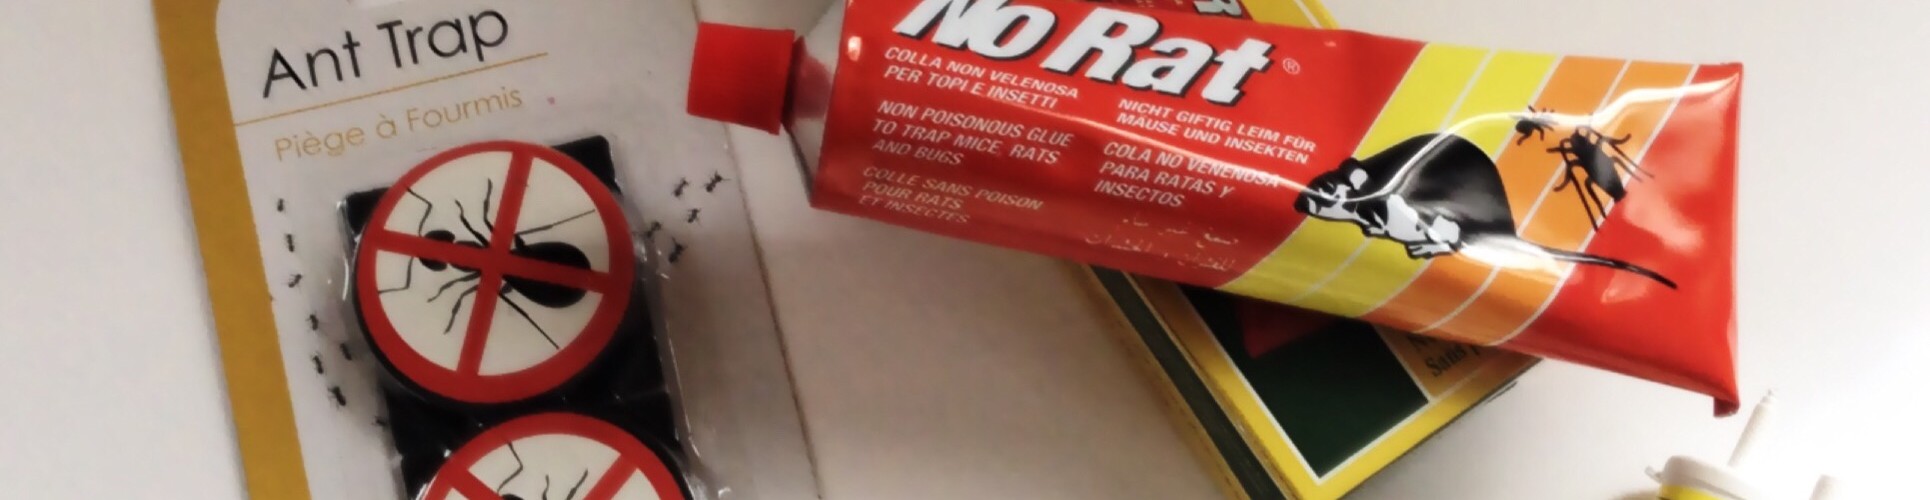 Ant Trap
Piège à Fourmis
No Rat®
COLLA NON VELENOSA
PER TOPI E INSETTI
NON POISONOUS GLUE
TO TRAP MICE, RATS
AND BUGS
COLLE SANS POISON
POUR RATS
ET INSECTES
NICHT GIFTIG LEIM FÜR
MÄUSE UND INSEKTEN
COLA NO VENENOSA
PARA RATAS Y
INSECTOS